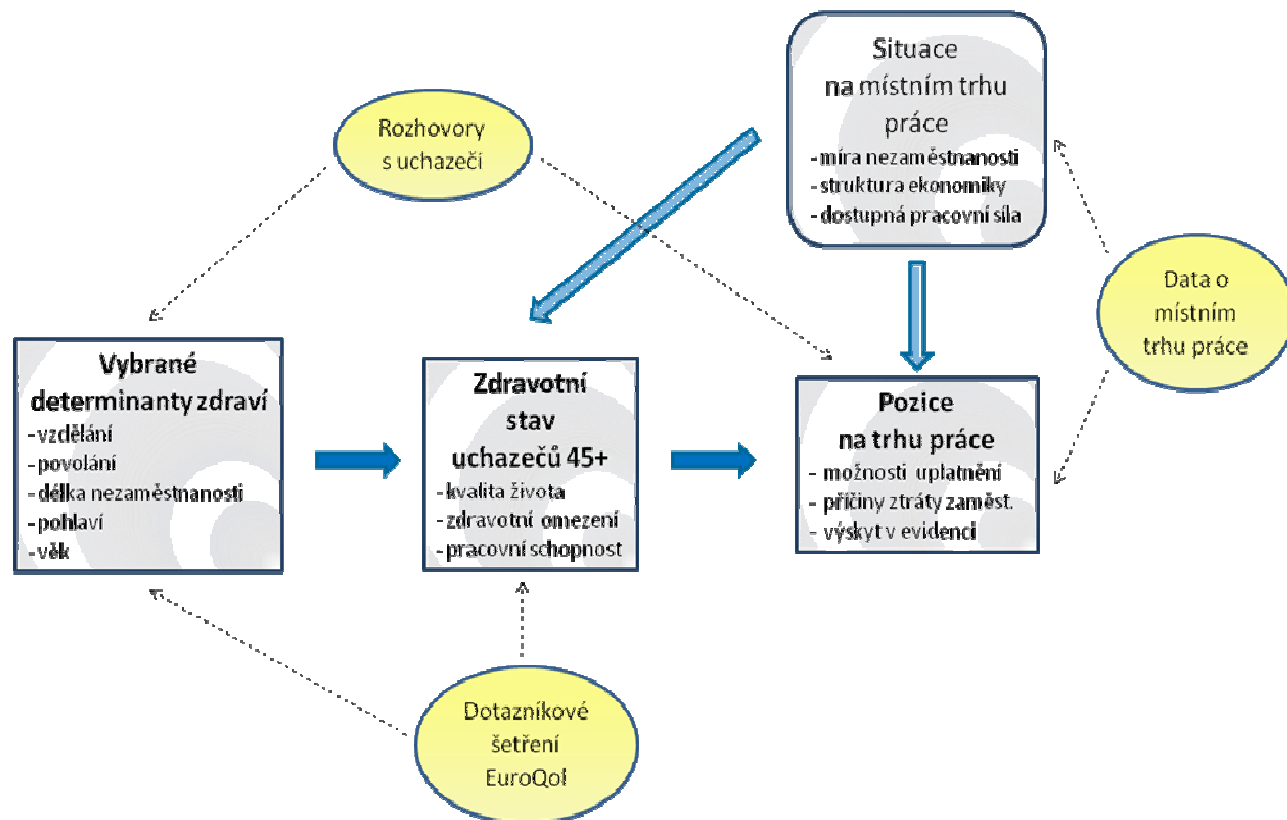 Situace
na místním trhu
práce
- míra nezaměstnanosti
- struktura ekonomiky
- dostupná pracovní síla
Rozhovory
s uchazeči
Data o
místním
trhu práce
Vybrané
determinanty zdraví
- vzdělání
- povolání
- délka nezaměstnanosti
- pohlaví
- věk
Zdravotní
stav
uchazečů 45+
- kvalita života
- zdravotní omezení
- pracovní schopnost
Pozice
na trhu práce
- možnosti uplatnění
- příčiny ztráty zaměst.
- výskyt v evidenci
Dotazníkové
šetření
EuroQol